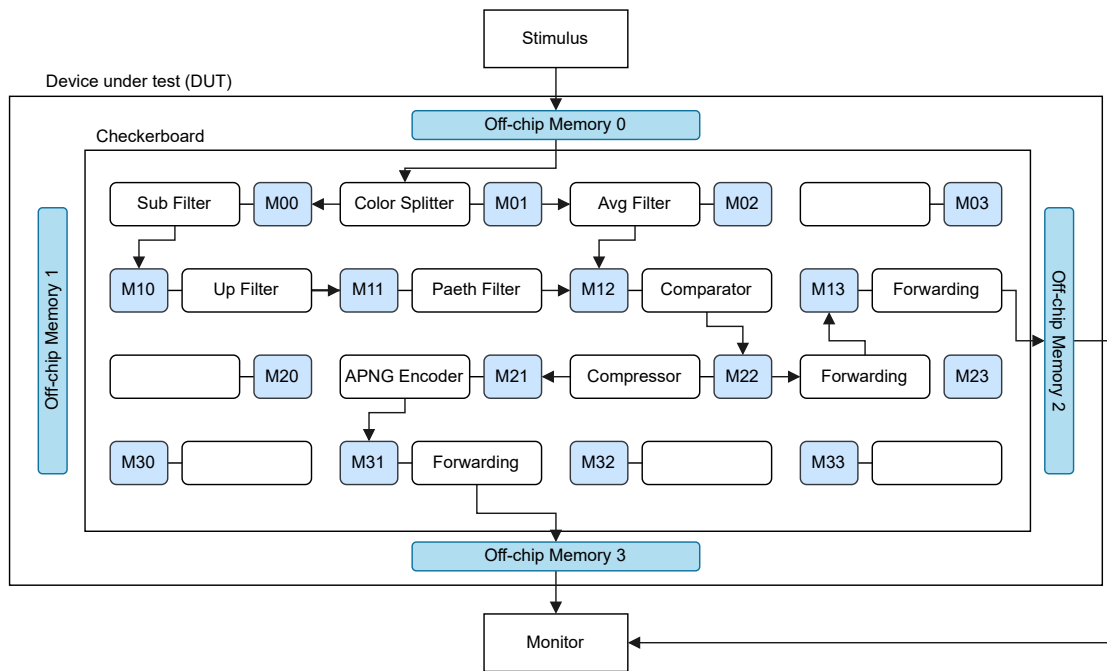 Stimulus
Device under test (DUT)
Off-chip Memory 0
Checkerboard
Sub Filter
M00
Color Splitter
M01
Avg Filter
M02
M03
Off-chip Memory 1
M10
Up Filter
M11
Paeth Filter
M12
Comparator
M13
Forwarding
Off-chip Memory 2
M20
APNG Encoder
M21
Compressor
M22
Forwarding
M23
M30
M31
Forwarding
M32
M33
Off-chip Memory 3
Monitor